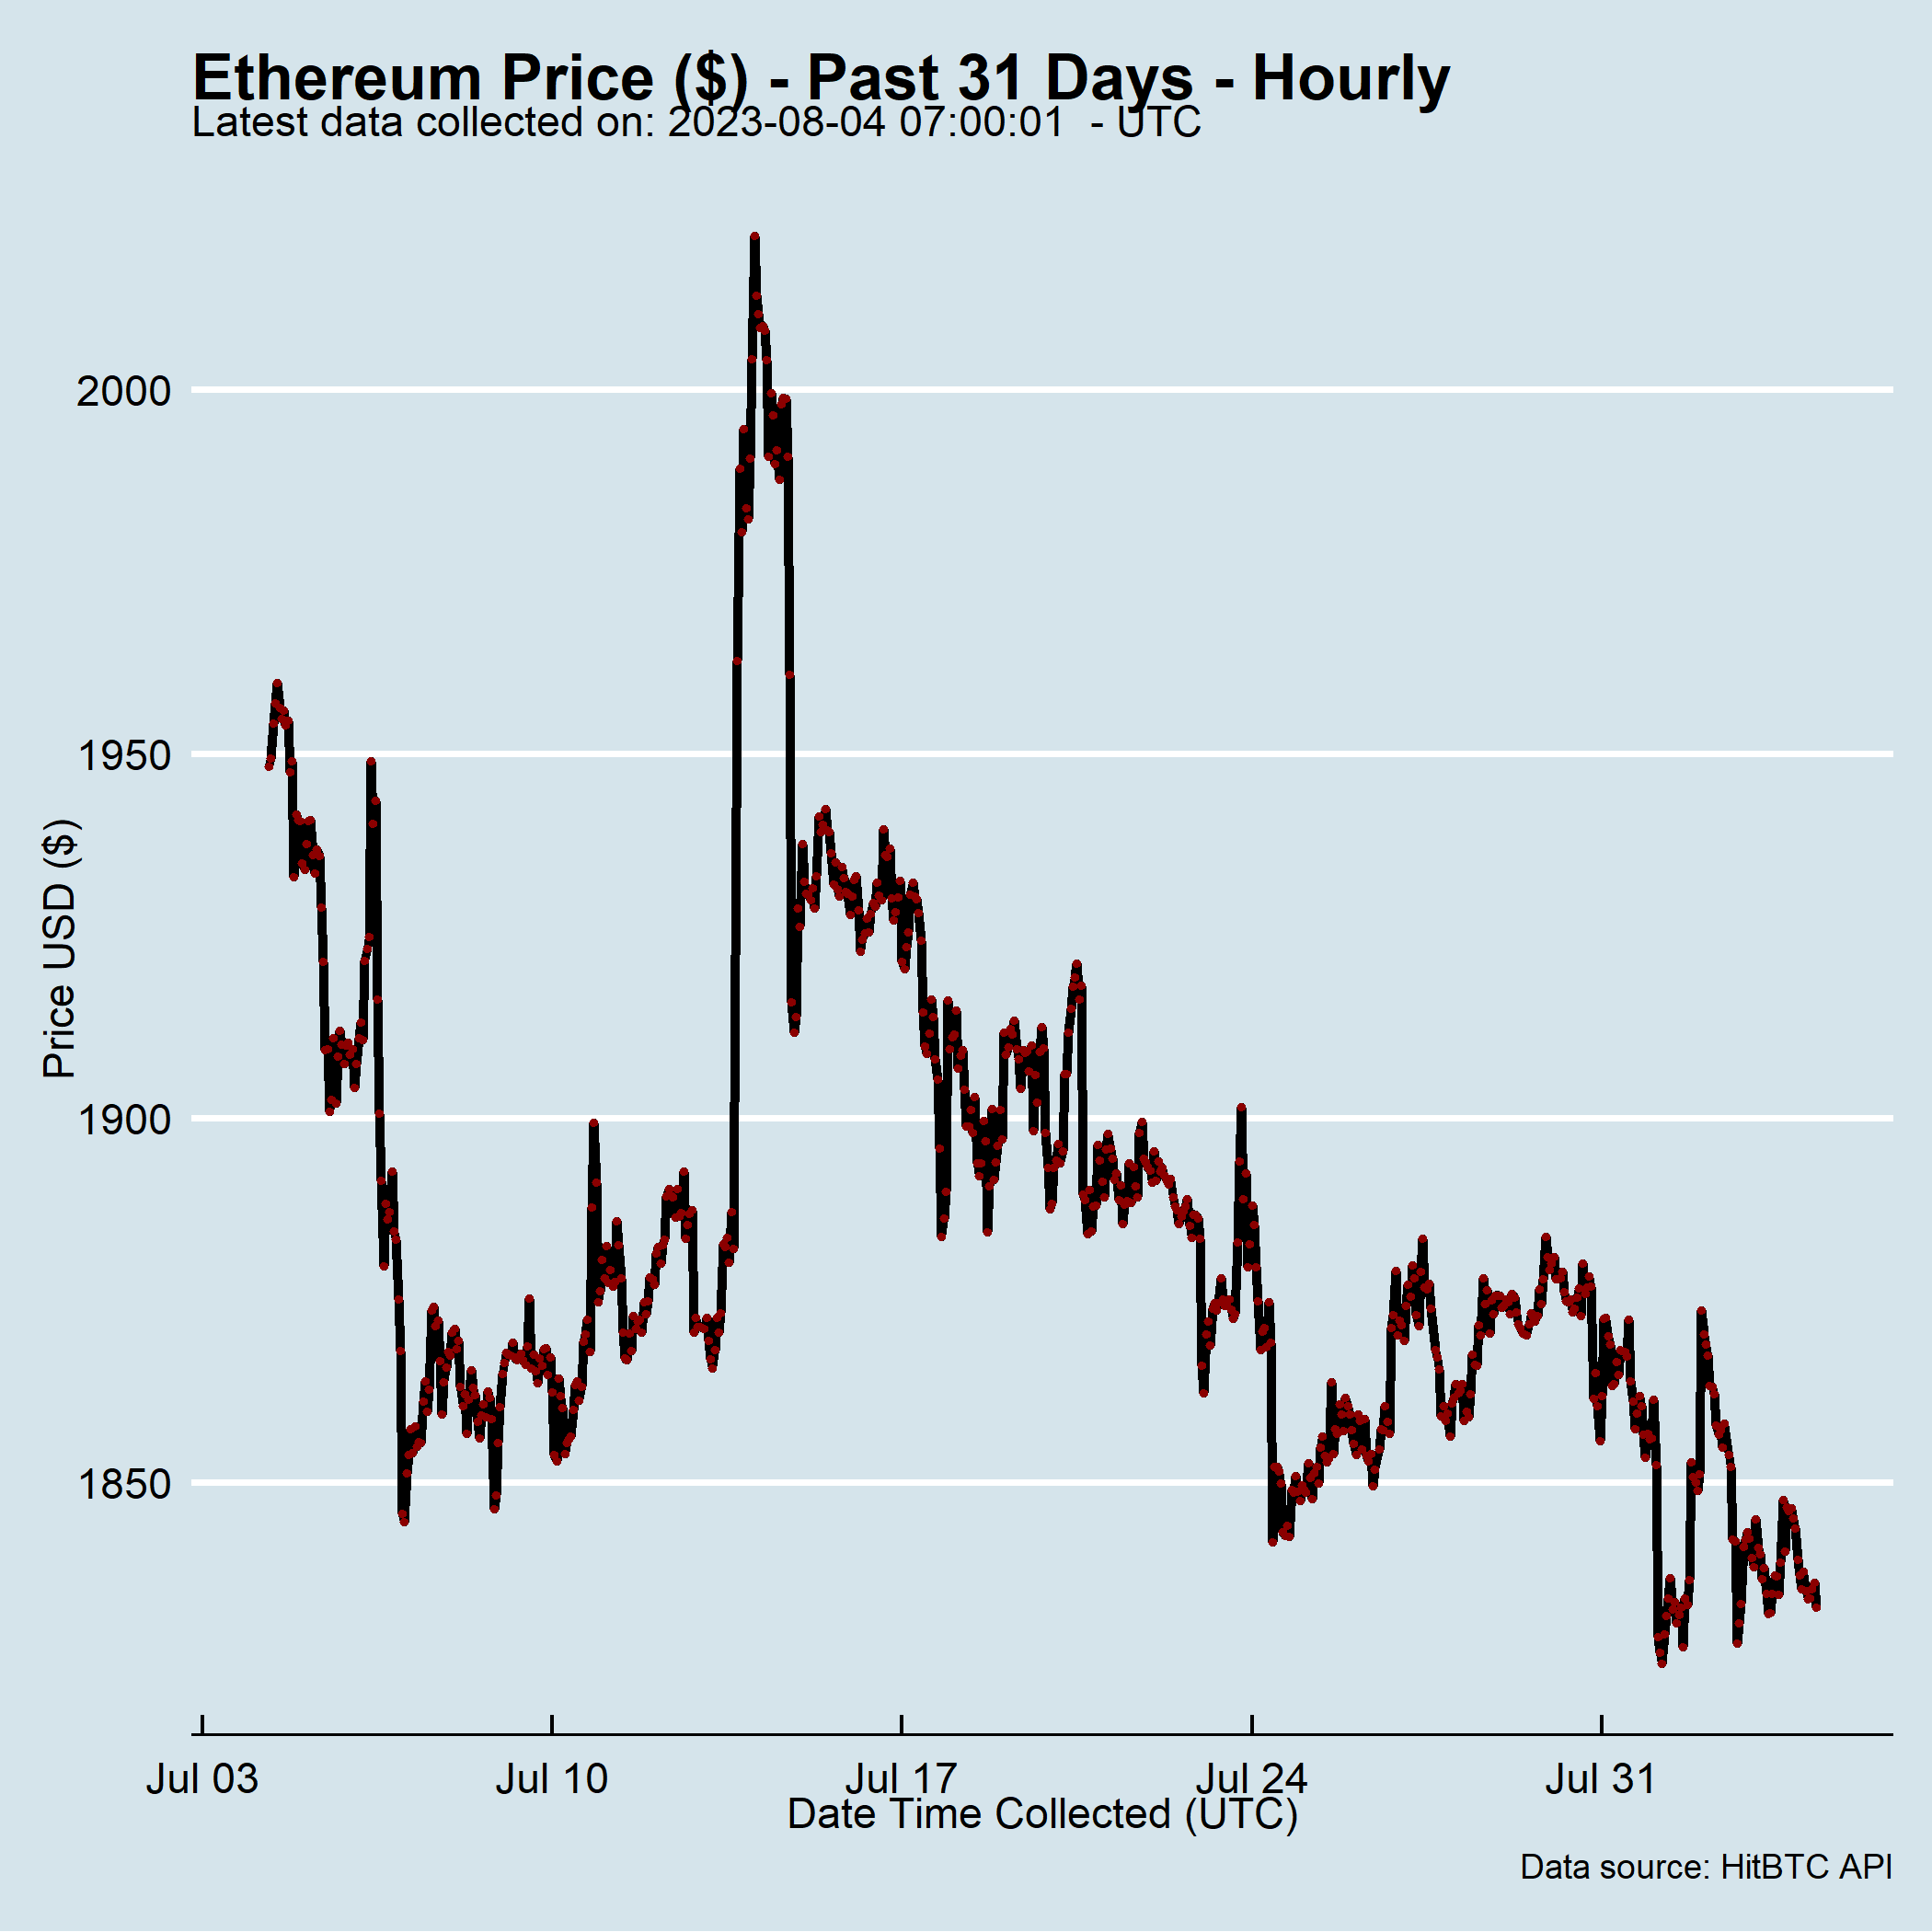 Ethereum Price ($) - Past 31 Days - Hourly
Latest data collected on: 2023-08-04 07:00:01  - UTC
Price USD ($)
2000
1950
1900
1850
Jul 03
Jul 10
Jul 17
Jul 24
Jul 31
Date Time Collected (UTC)
Data source: HitBTC API